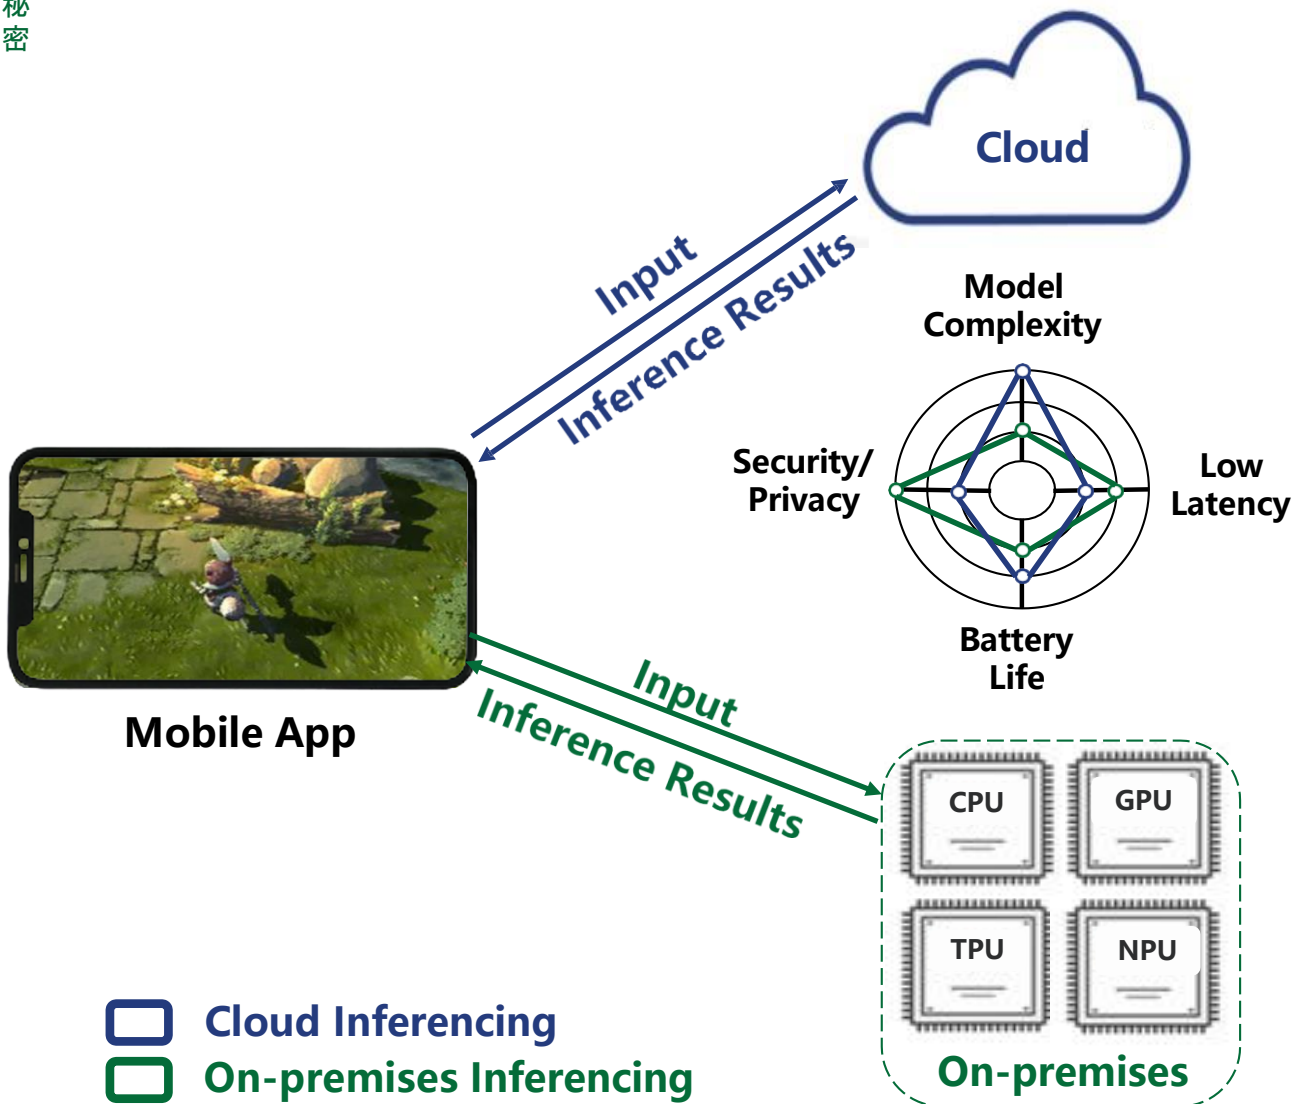 秘
密
Cloud
Input
Inference Results
Model
Complexity
Security/
Privacy
Low
Latency
Battery
Life
Mobile App
Input
Inference Results
CPU
GPU
TPU
NPU
On-premises
Cloud Inferencing
On-premises Inferencing